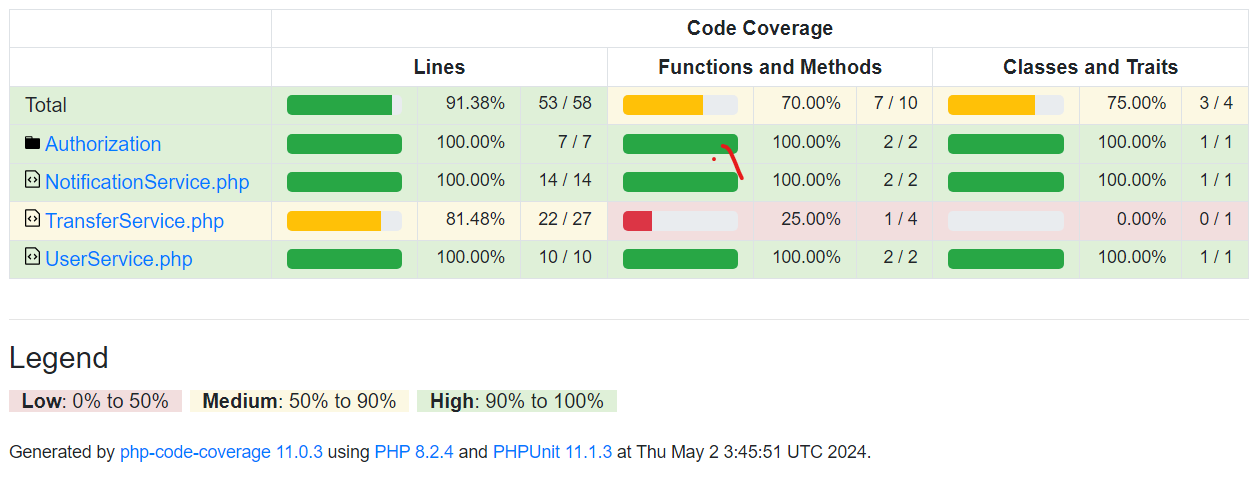 Code Coverage
Lines Functions and Methods Classes and Traits
Total 91.38% 53 / 58 70.00% 7 / 10 75.00% 3 / 4
Authorization 100.00% 7 / 7 100.00% 2 / 2 100.00% 1 / 1
NotificationService.php 100.00% 14 / 14 100.00% 2 / 2 100.00% 1 / 1
TransferService.php 81.48% 22 / 27 25.00% 1 / 4 0.00% 0 / 1
UserService.php 100.00% 10 / 10 100.00% 2 / 2 100.00% 1 / 1
Legend
Low: 0% to 50% Medium: 50% to 90% High: 90% to 100%
Generated by php-code-coverage 11.0.3 using PHP 8.2.4 and PHPUnit 11.1.3 at Thu May 2 3:45:51 UTC 2024.